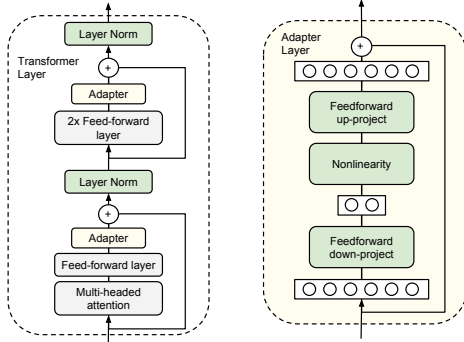 Layer Norm
Transformer
Layer
+
Adapter
2x Feed-forward
layer
Layer Norm
+
Adapter
Feed-forward layer
Multi-headed
attention
Adapter
Layer
+
Feedforward
up-project
Nonlinearity
Feedforward
down-project